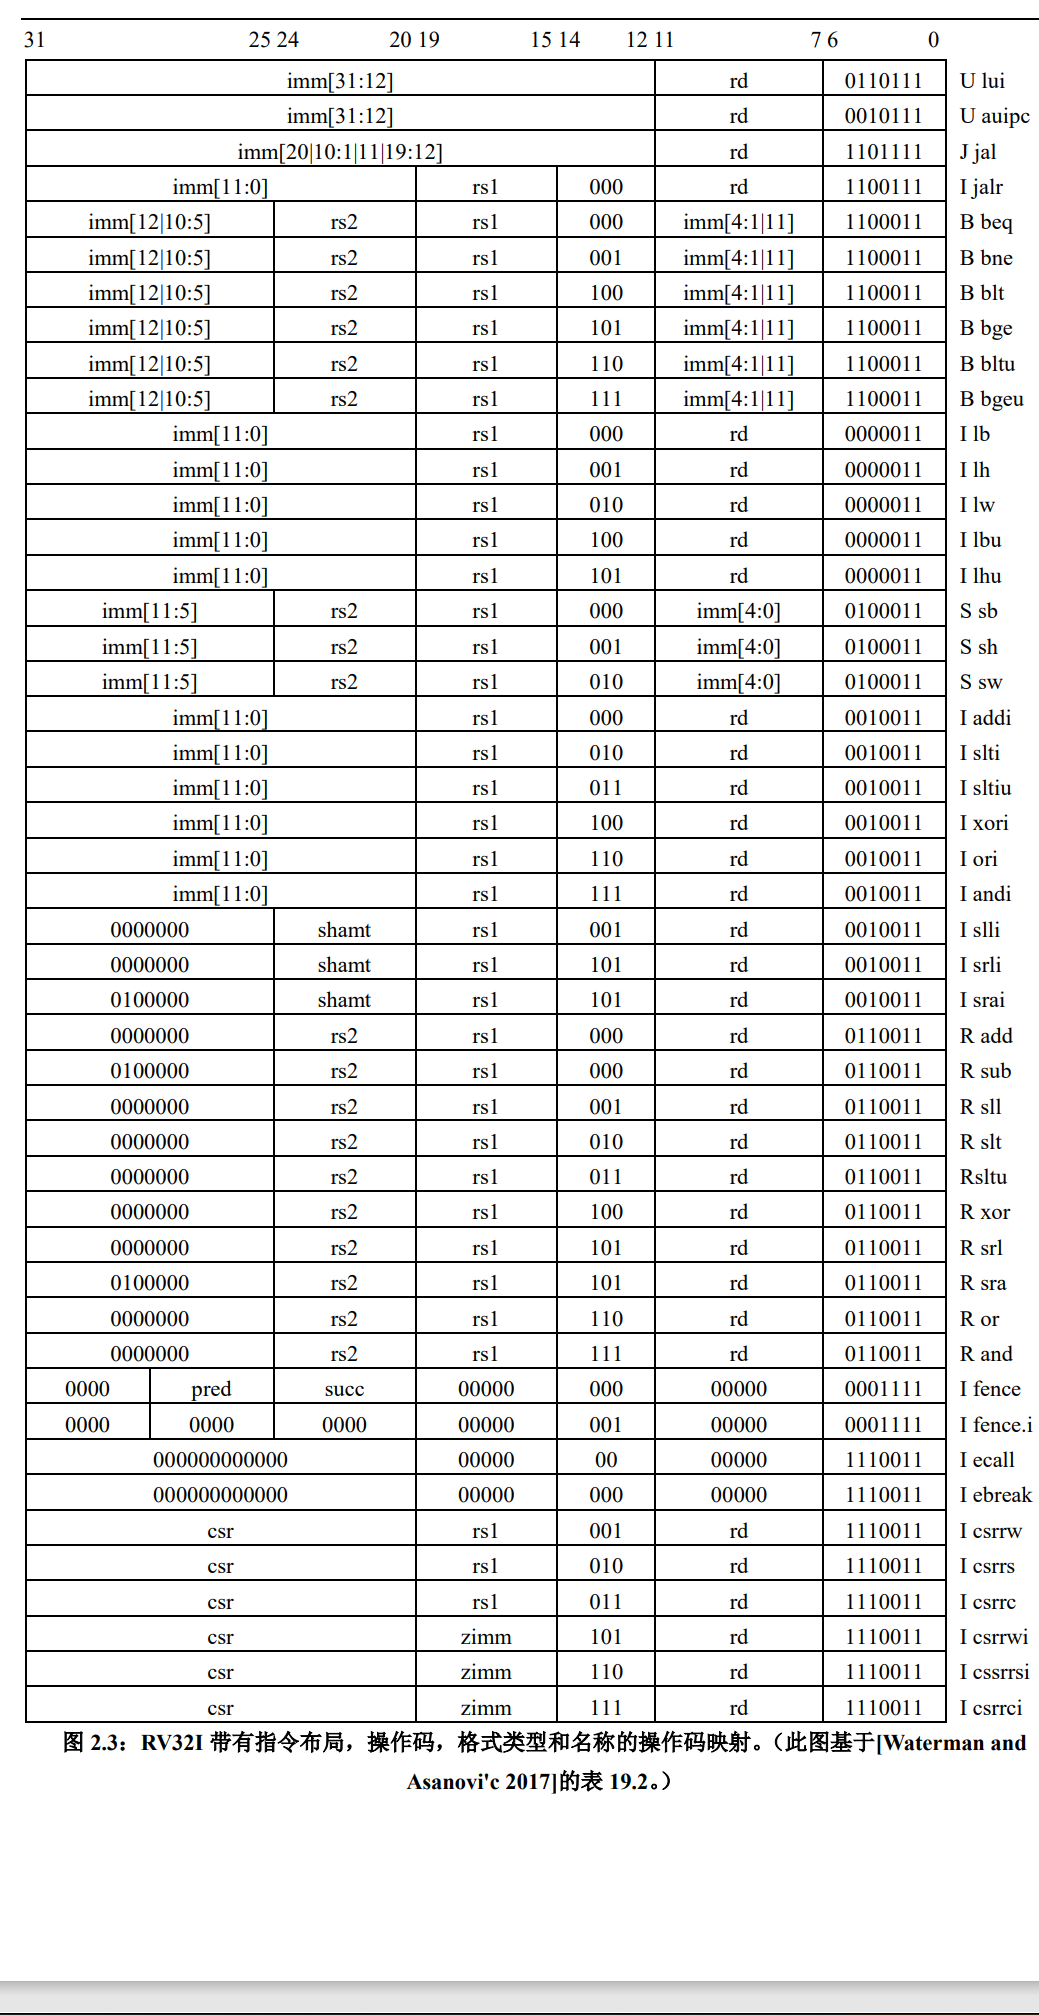 31 25 24 20 19 15 14 12 11 7 6 0
imm[31:12] rd 0110111 U lui
imm[31:12] rd 0010111 U auipc
imm[20|10:1|11|19:12] rd 1101111 J jal
imm[11:0] rs1 000 rd 1100111 I jalr
imm[12|10:5] rs2 rs1 000 imm[4:1|11] 1100011 B beq
imm[12|10:5] rs2 rs1 001 imm[4:1|11] 1100011 B bne
imm[12|10:5] rs2 rs1 100 imm[4:1|11] 1100011 B blt
imm[12|10:5] rs2 rs1 101 imm[4:1|11] 1100011 B bge
imm[12|10:5] rs2 rs1 110 imm[4:1|11] 1100011 B bltu
imm[12|10:5] rs2 rs1 111 imm[4:1|11] 1100011 B bgeu
imm[11:0] rs1 000 rd 0000011 I lb
imm[11:0] rs1 001 rd 0000011 I lh
imm[11:0] rs1 010 rd 0000011 I lw
imm[11:0] rs1 100 rd 0000011 I lbu
imm[11:0] rs1 101 rd 0000011 I lhu
imm[11:5] rs2 rs1 000 imm[4:0] 0100011 S sb
imm[11:5] rs2 rs1 001 imm[4:0] 0100011 S sh
imm[11:5] rs2 rs1 010 imm[4:0] 0100011 S sw
imm[11:0] rs1 000 rd 0010011 I addi
imm[11:0] rs1 010 rd 0010011 I slti
imm[11:0] rs1 011 rd 0010011 I sltiu
imm[11:0] rs1 100 rd 0010011 I xori
imm[11:0] rs1 110 rd 0010011 I ori
imm[11:0] rs1 111 rd 0010011 I andi
0000000 shamt rs1 001 rd 0010011 I slli
0000000 shamt rs1 101 rd 0010011 I srli
0100000 shamt rs1 101 rd 0010011 I srai
0000000 rs2 rs1 000 rd 0110011 R add
0100000 rs2 rs1 000 rd 0110011 R sub
0000000 rs2 rs1 001 rd 0110011 R sll
0000000 rs2 rs1 010 rd 0110011 R slt
0000000 rs2 rs1 011 rd 0110011 Rsltu
0000000 rs2 rs1 100 rd 0110011 R xor
0000000 rs2 rs1 101 rd 0110011 R srl
0100000 rs2 rs1 101 rd 0110011 R sra
0000000 rs2 rs1 110 rd 0110011 R or
0000000 rs2 rs1 111 rd 0110011 R and
0000 pred succ 00000 000 00000 0001111 I fence
0000 0000 0000 00000 001 00000 0001111 I fence.i
000000000000 00000 00 00000 1110011 I ecall
000000000000 00000 000 00000 1110011 I ebreak
csr rs1 001 rd 1110011 I csrrw
csr rs1 010 rd 1110011 I csrrs
csr rs1 011 rd 1110011 I csrrc
csr zimm 101 rd 1110011 I csrrwi
csr zimm 110 rd 1110011 I cssrrsi
csr zimm 111 rd 1110011 I csrrci
图 2.3：RV32I 带有指令布局，操作码，格式类型和名称的操作码映射。（此图基于[Waterman and
Asanovi'c 2017]的表 19.2。）